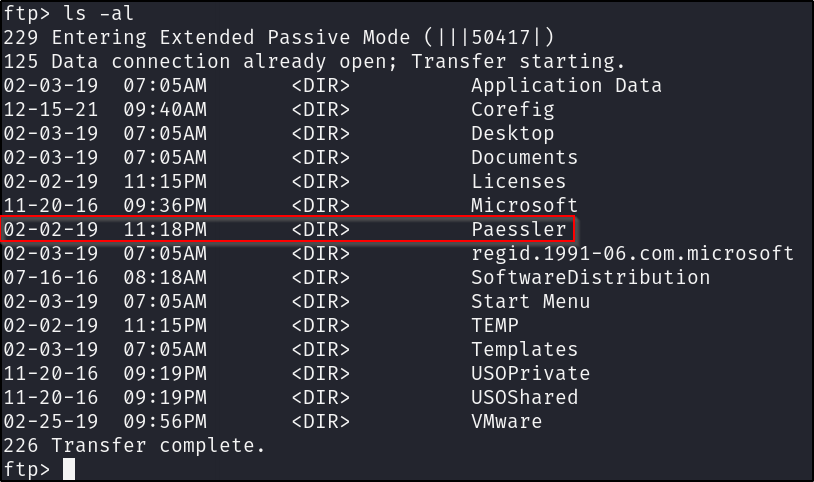 ftp> ls -al
229 Entering Extended Passive Mode (|||50417|)
125 Data connection already open; Transfer starting.
02-03-19  07:05AM       <DIR>          Application Data
12-15-21  09:40AM       <DIR>          Corefig
02-03-19  07:05AM       <DIR>          Desktop
02-03-19  07:05AM       <DIR>          Documents
02-02-19  11:15PM       <DIR>          Licenses
11-20-16  09:36PM       <DIR>          Microsoft
02-02-19  11:18PM       <DIR>          Paessler
02-03-19  07:05AM       <DIR>          regid.1991-06.com.microsoft
07-16-16  08:18AM       <DIR>          SoftwareDistribution
02-03-19  07:05AM       <DIR>          Start Menu
02-02-19  11:15PM       <DIR>          TEMP
02-03-19  07:05AM       <DIR>          Templates
11-20-16  09:19PM       <DIR>          USOPrivate
11-20-16  09:19PM       <DIR>          USOShared
02-25-19  09:56PM       <DIR>          VMware
226 Transfer complete.
ftp>